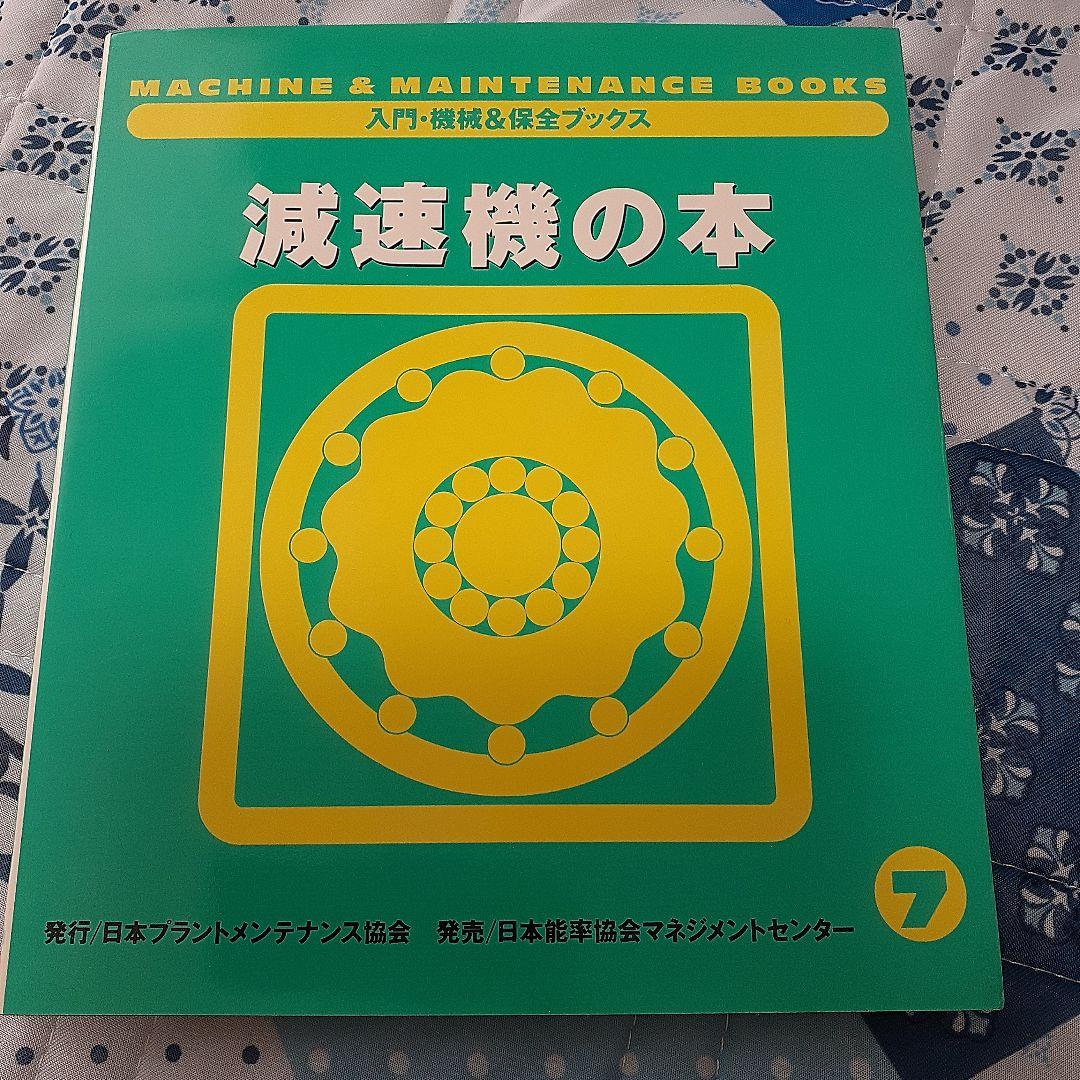 MACHINE & MAINTENANCE BOOKS
入門・機械&保全ブックス
減速機の本
7
発行/日本プラントメンテナンス協会 発売/日本能率協会マネジメントセンター